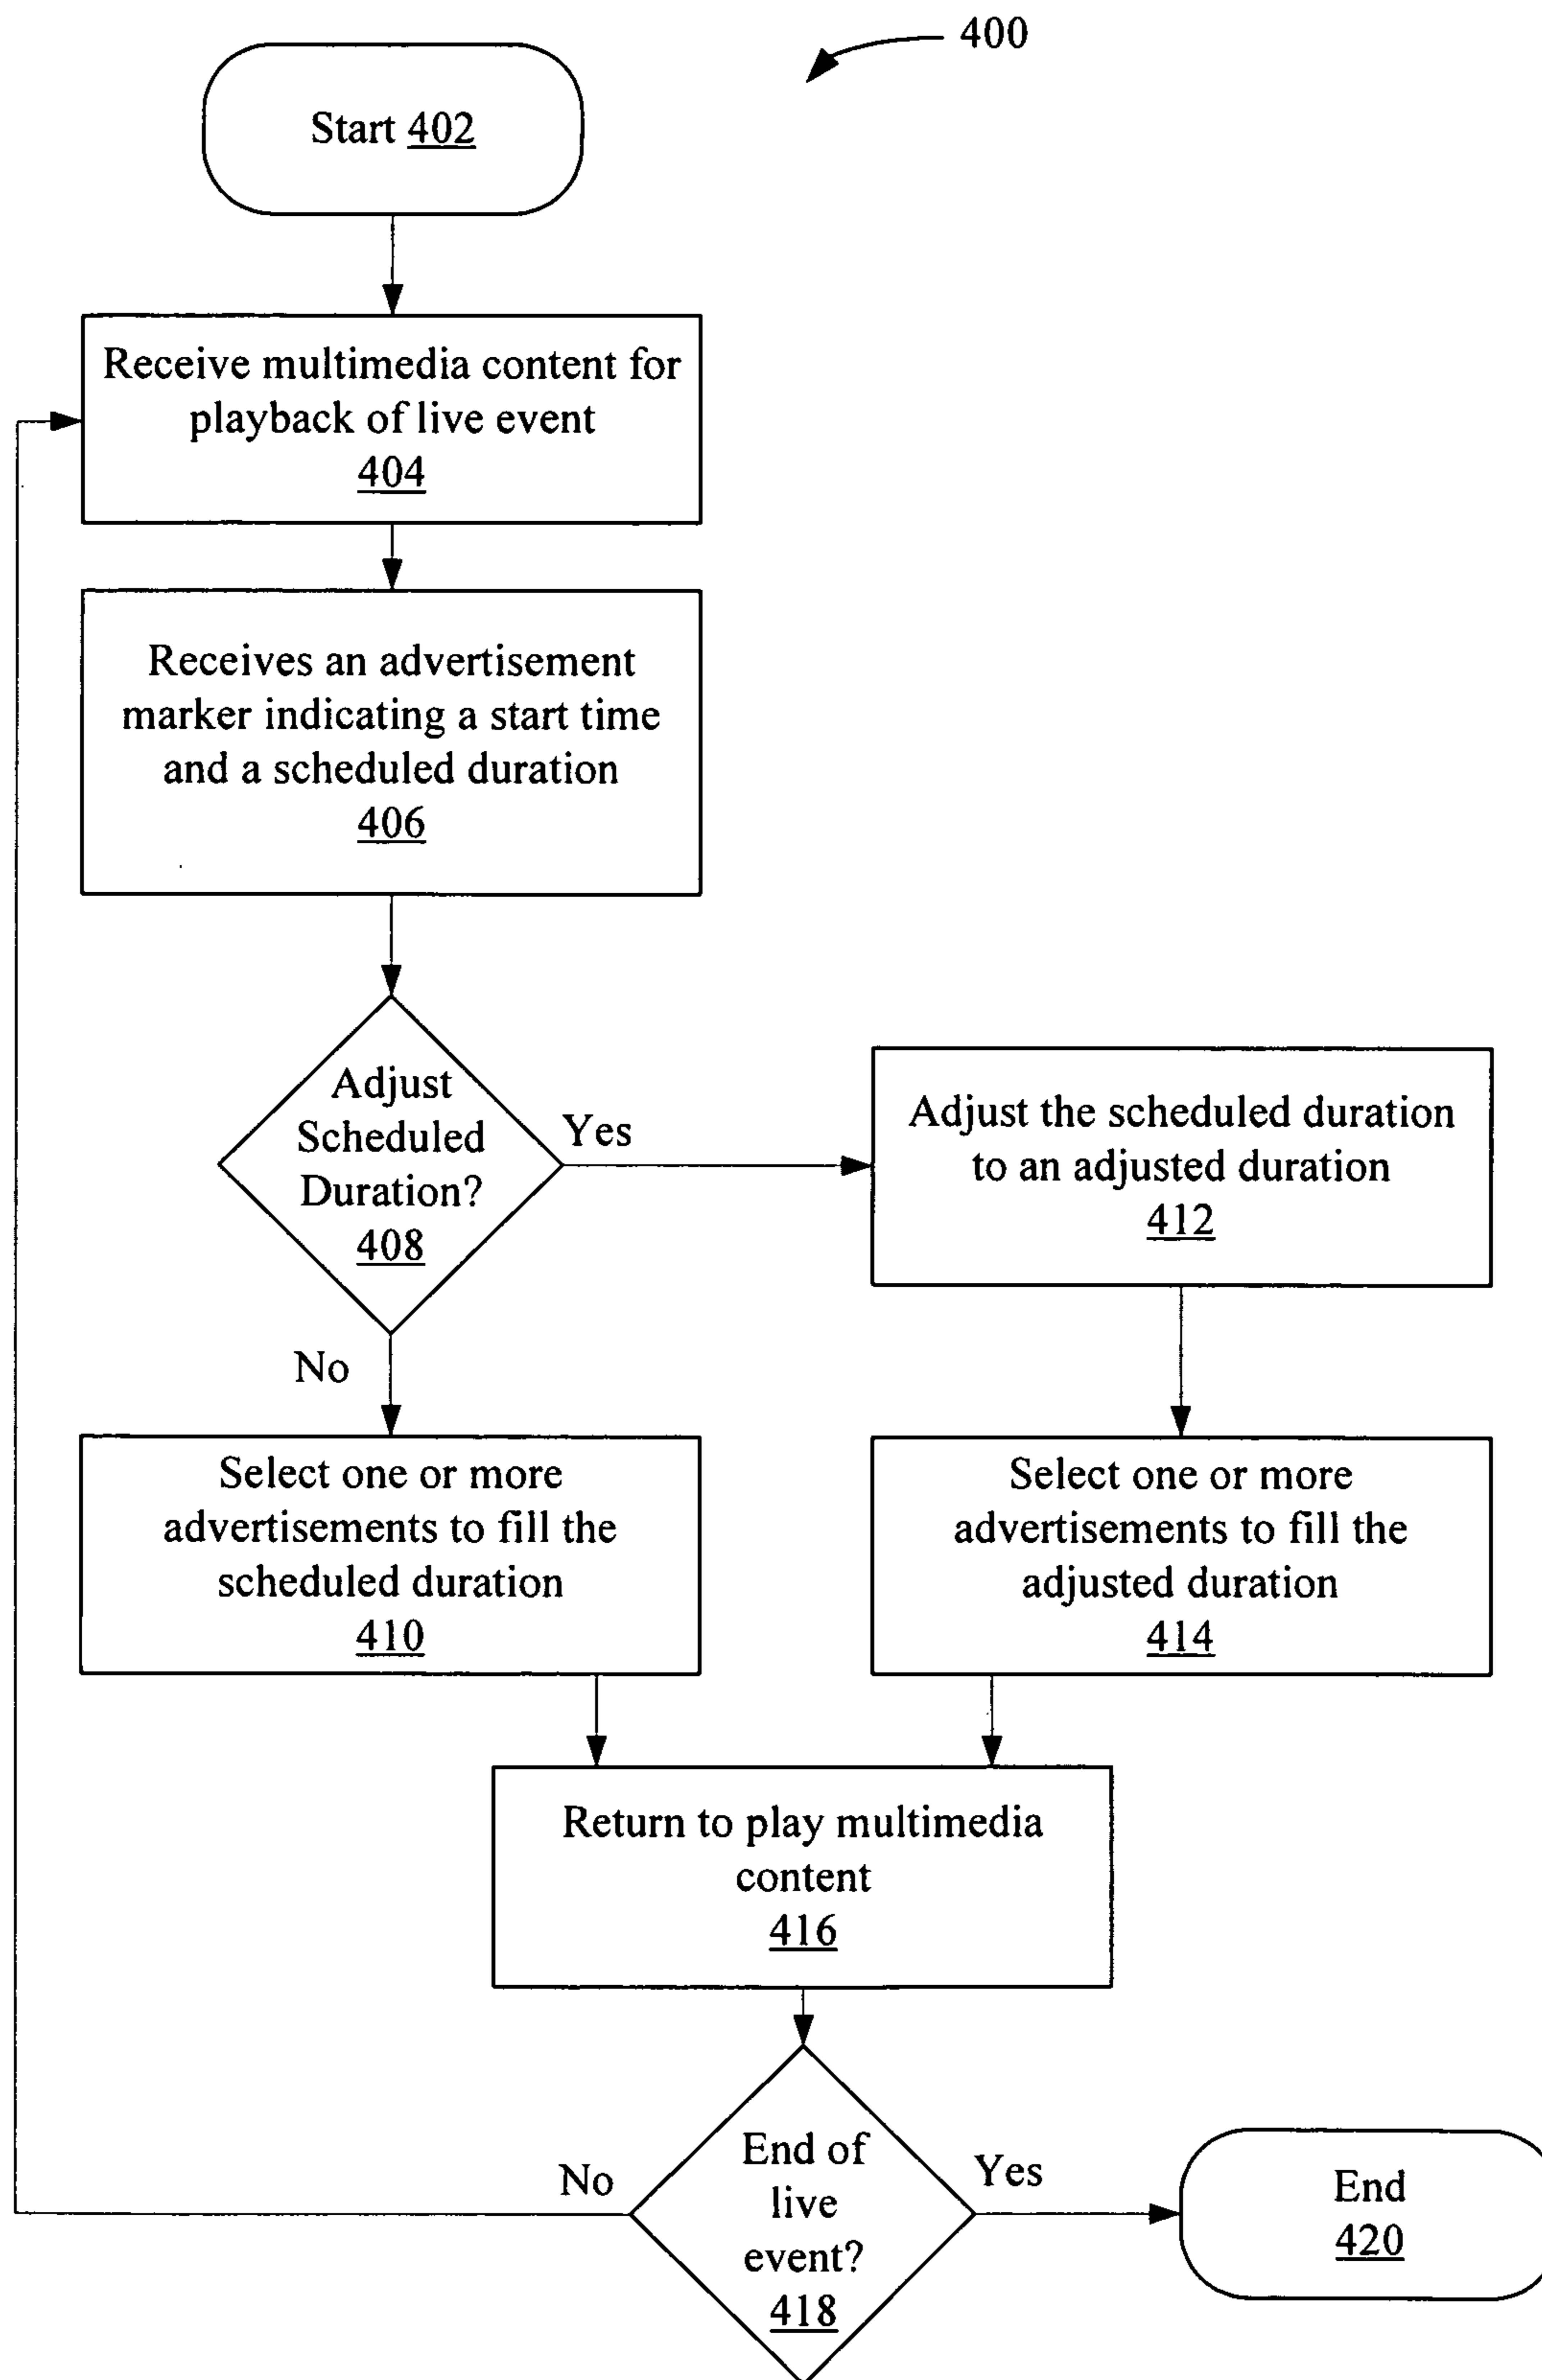 400
Start 402
Receive multimedia content for
playback of live event
404
Receives an advertisement
marker indicating a start time
and a scheduled duration
406
Adjust
Scheduled
Duration?
408
Yes
Adjust the scheduled duration
to an adjusted duration
412
No
Select one or more
advertisements to fill the
scheduled duration
410
Select one or more
advertisements to fill the
adjusted duration
414
Return to play multimedia
content
416
End of
live
event?
418
No
Yes
End
420